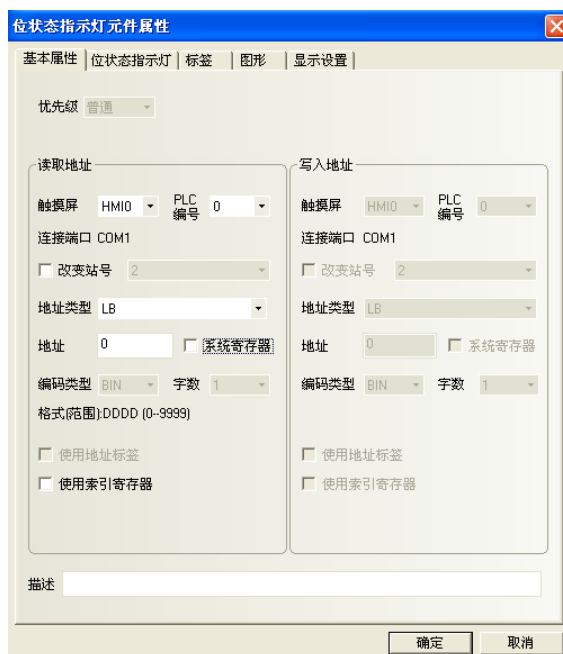 位状态指示灯元件属性
基本属性 位状态指示灯 标签 图形 显示设置
优先级 普通
读取地址
触摸屏 HMI0 PLC编号 0
连接端口 COM1
改变站号 2
地址类型 LB
地址 0 系统寄存器
编码类型 BIN 字数 1
格式(范围):DDDD (0--9999)
使用地址标签
使用索引寄存器
写入地址
触摸屏 HMI0 PLC编号 0
连接端口 COM1
改变站号 2
地址类型 LB
地址 0 系统寄存器
编码类型 BIN 字数 1
使用地址标签
使用索引寄存器
描述
确定 取消